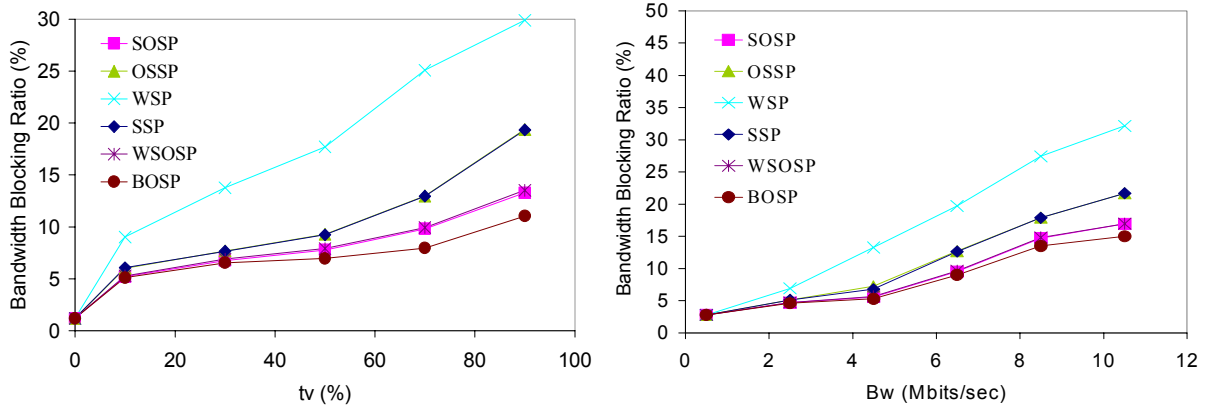 Bandwidth Blocking Ratio (%)
30
25
20
15
10
5
0
SOSP
OSSP
WSP
SSP
WSOSP
BOSP
0 20 40 60 80 100
tv (%)
Bandwidth Blocking Ratio (%)
50
45
40
35
30
25
20
15
10
5
0
SOSP
OSSP
WSP
SSP
WSOSP
BOSP
0 2 4 6 8 10 12
Bw (Mbits/sec)